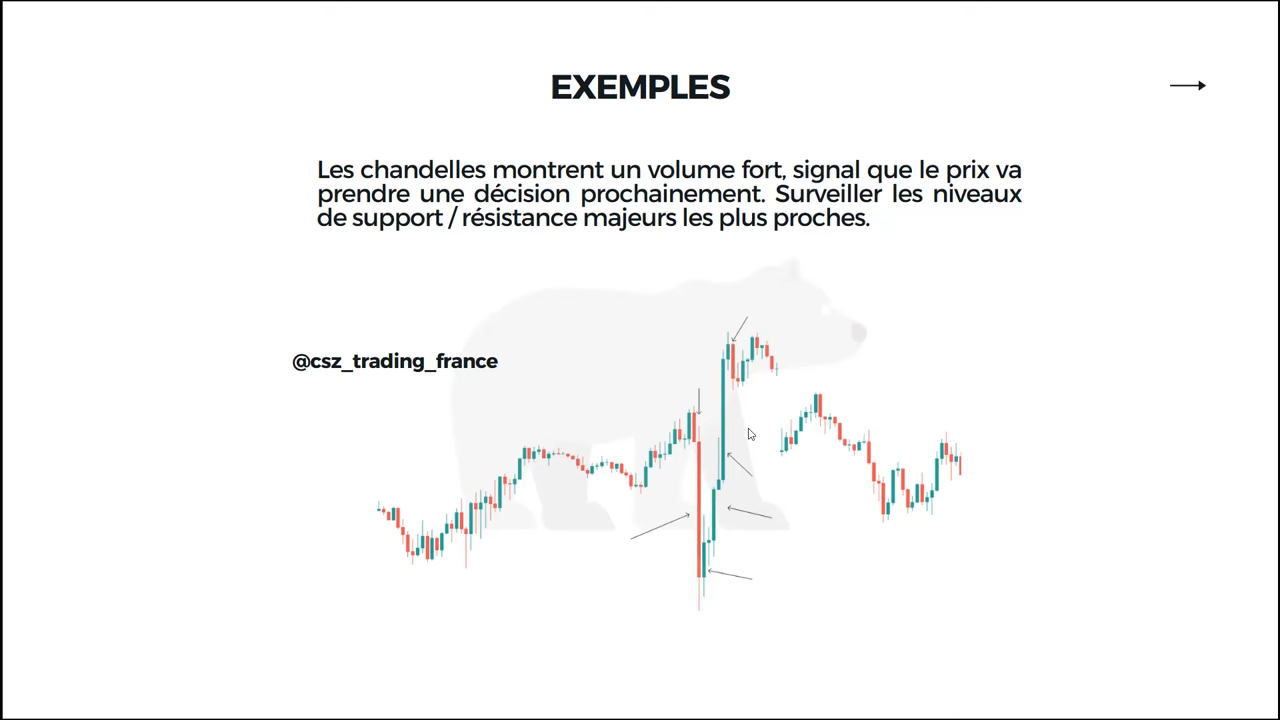 EXEMPLES
Les chandelles montrent un volume fort, signal que le prix va
prendre une décision prochainement. Surveiller les niveaux
de support / résistance majeurs les plus proches.
@csz_trading_france